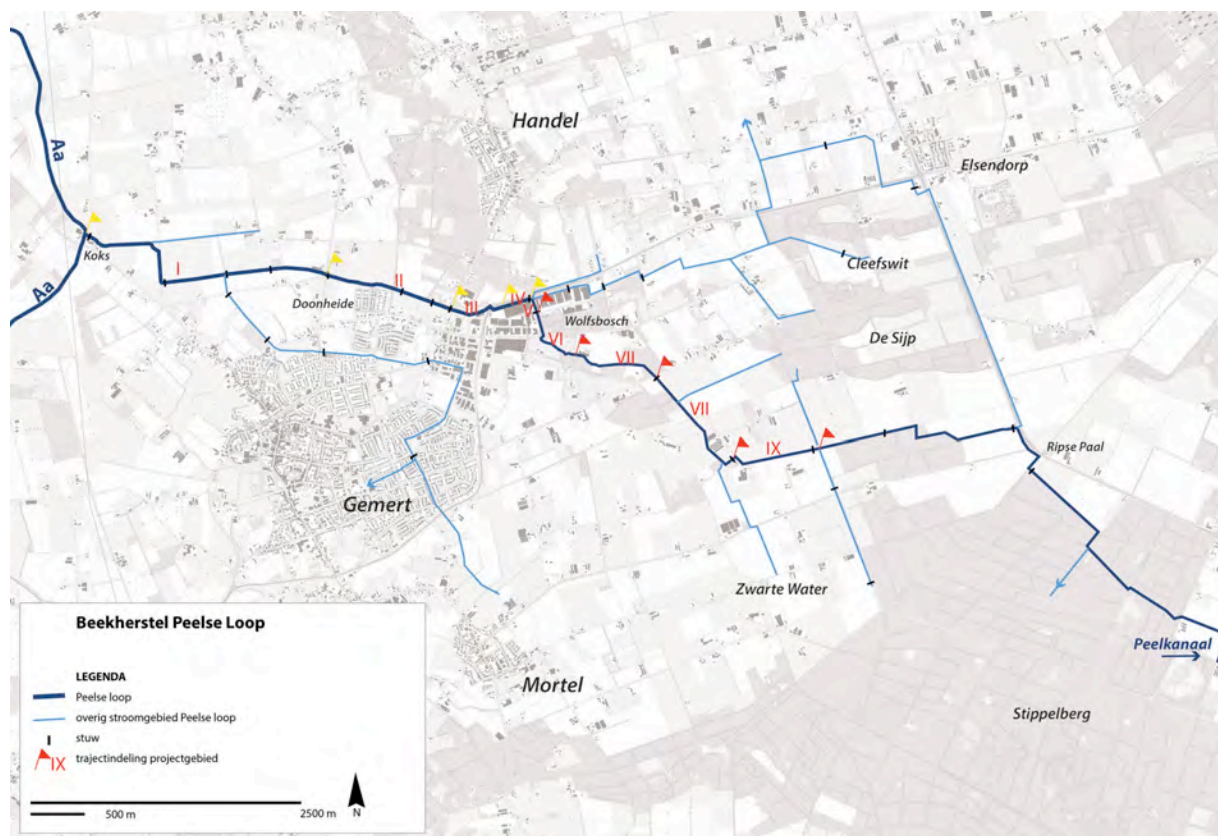 Handel
Elsendorp
Aa
Koks
I
Cleefswit
II
Doonheide
III
IV
V
Wolfsbosch
De Sijp
VI
VII
Aa
VII
IX
Ripse Paal
Gemert
Zwarte Water
Beekherstel Peelse Loop
Peelkanaal
LEGENDA
Mortel
Peelse loop
Stippelberg
overig stroomgebied Peelse loop
stuw
IX trajectindeling projectgebied
500 m
2500 m
N